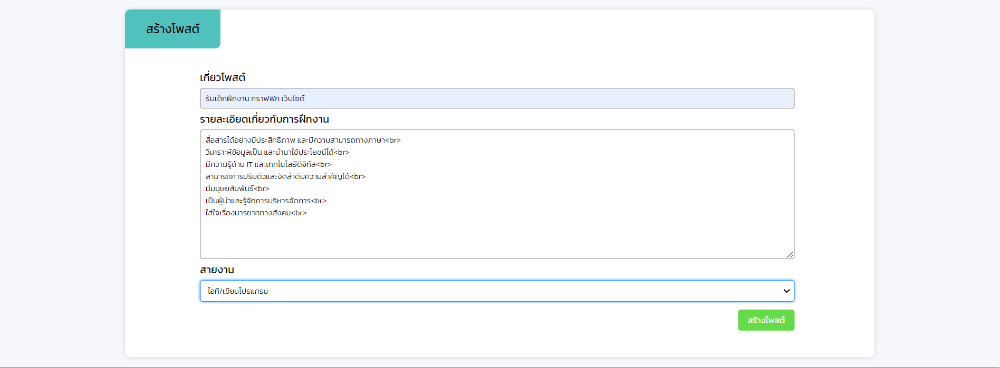 สร้างโพสต์
เกี่ยวโพสต์
รับเด็กฝึกงาน กราฟฟิก เว็บไซต์
รายละเอียดเกี่ยวกับการฝึกงาน
สื่อสารได้อย่างมีประสิทธิภาพ และมีความสามารถทางภาษา<br>
วิเคราะห์ข้อมูลเป็น และนำมาใช้ประโยชน์ได้<br>
มีความรู้ด้าน IT และเทคโนโลยีดิจิทัล<br>
สามารถการปรับตัวและจัดลำดับความสำคัญได้<br>
มีมนุษยสัมพันธ์<br>
เป็นผู้นำและรู้จักการบริหารจัดการ<br>
ใส่ใจเรื่องมารยาททางสังคม<br>
สายงาน
ไอที/เขียนโปรแกรม
สร้างโพสต์